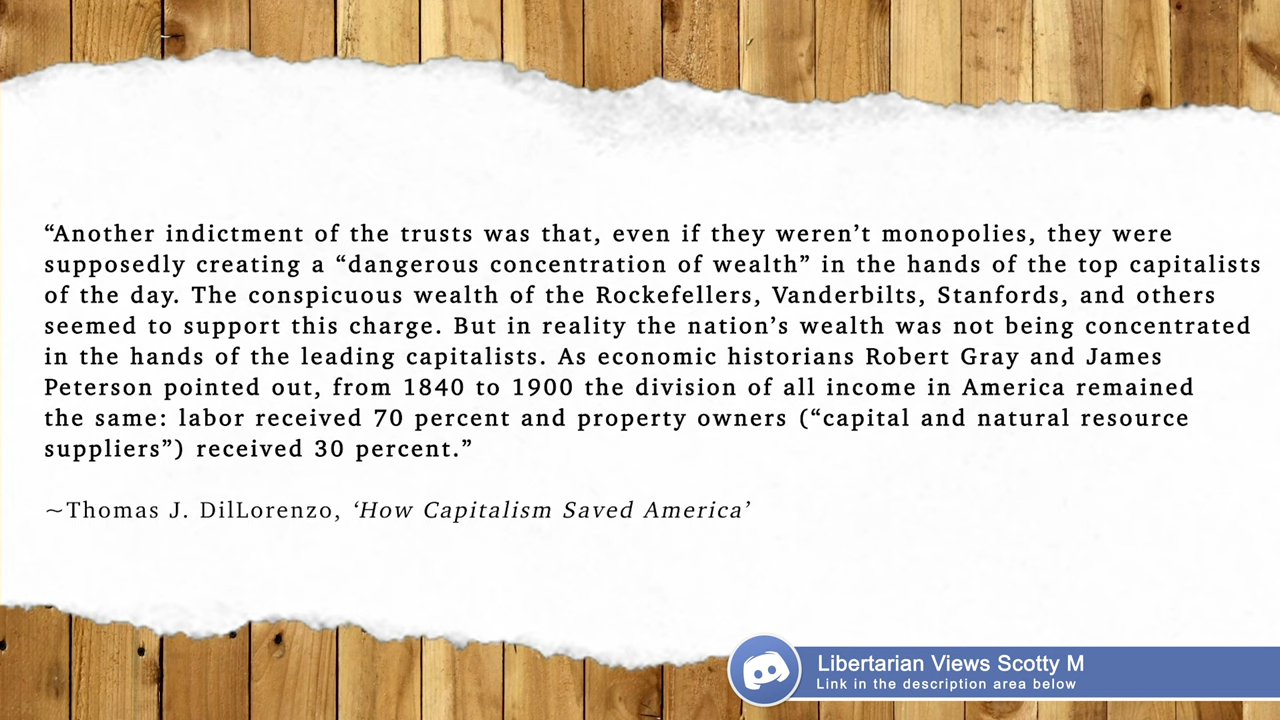 “Another indictment of the trusts was that, even if they weren’t monopolies, they were
supposedly creating a “dangerous concentration of wealth” in the hands of the top capitalists
of the day. The conspicuous wealth of the Rockefellers, Vanderbilts, Stanfords, and others
seemed to support this charge. But in reality the nation’s wealth was not being concentrated
in the hands of the leading capitalists. As economic historians Robert Gray and James
Peterson pointed out, from 1840 to 1900 the division of all income in America remained
the same: labor received 70 percent and property owners (“capital and natural resource
suppliers”) received 30 percent.”
~Thomas J. DilLorenzo, ‘How Capitalism Saved America’
Libertarian Views Scotty M
Link in the description area below